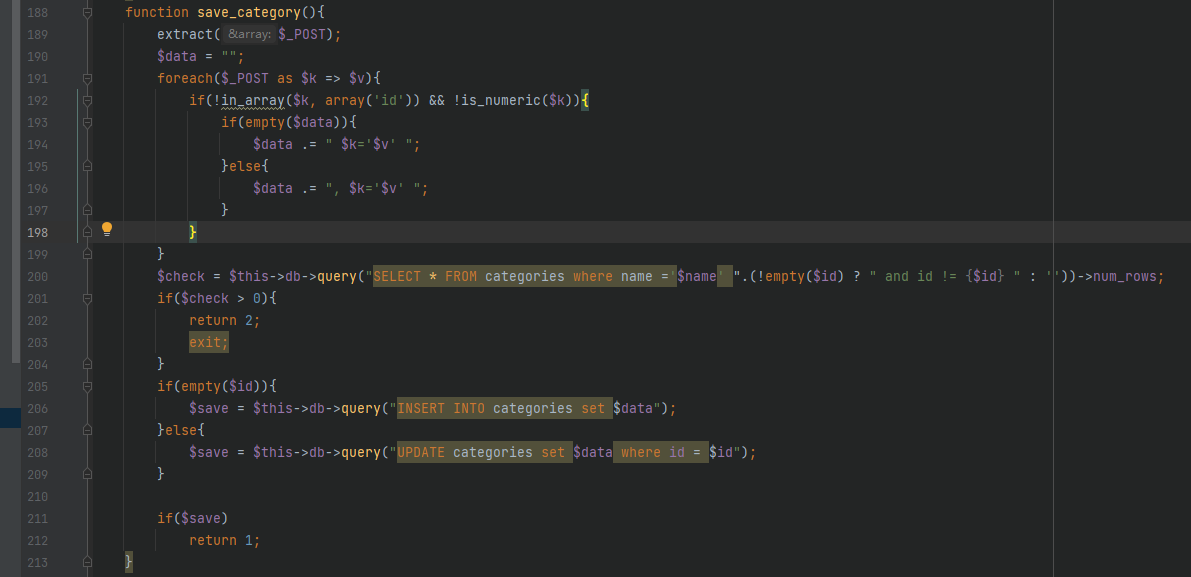 188 function save_category(){
189 extract( &array: $_POST);
190 $data = "";
191 foreach($_POST as $k => $v){
192 if(!in_array($k, array('id')) && !is_numeric($k)){
193 if(empty($data)){
194 $data .= " $k='$v' ";
195 }else{
196 $data .= ", $k='$v' ";
197 }
198 }
199 }
200 $check = $this->db->query("SELECT * FROM categories where name ='$name' ".(!empty($id) ? " and id != {$id} " : ''))->num_rows;
201 if($check > 0){
202 return 2;
203 exit;
204 }
205 if(empty($id)){
206 $save = $this->db->query("INSERT INTO categories set $data");
207 }else{
208 $save = $this->db->query("UPDATE categories set $data where id = $id");
209 }
210
211 if($save)
212 return 1;
213 }